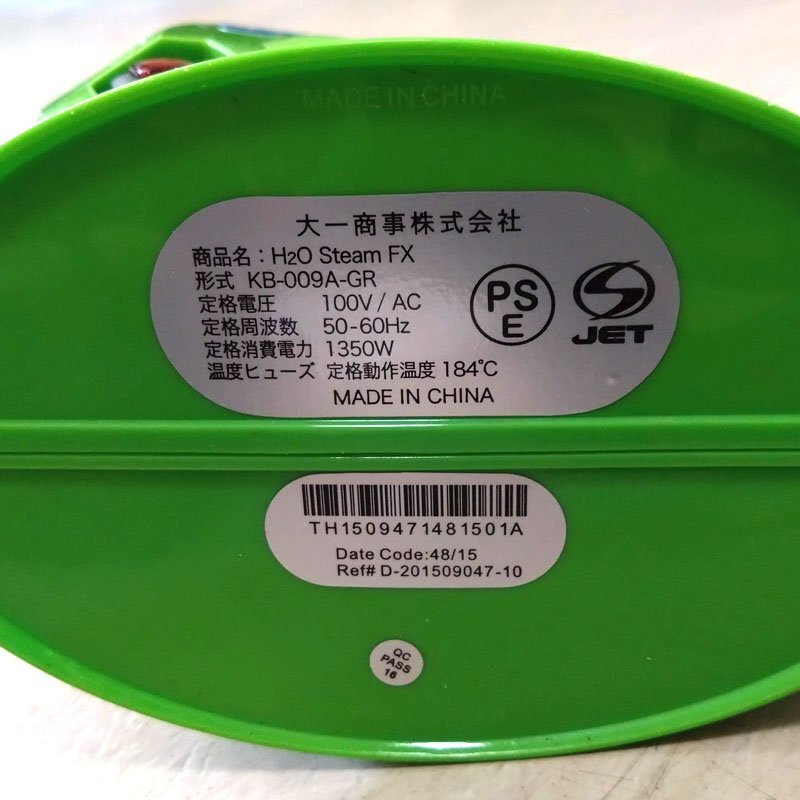 MADE IN CHINA
大一商事株式会社
商品名：H2O Steam FX
形式 KB-009A-GR
定格電圧 100V / AC
定格周波数 50-60Hz
定格消費電力 1350W
温度ヒューズ 定格動作温度 184℃
MADE IN CHINA
PS
E
JET
TH1509471481501A
Date Code:48/15
Ref# D-201509047-10
QC
PASS
16